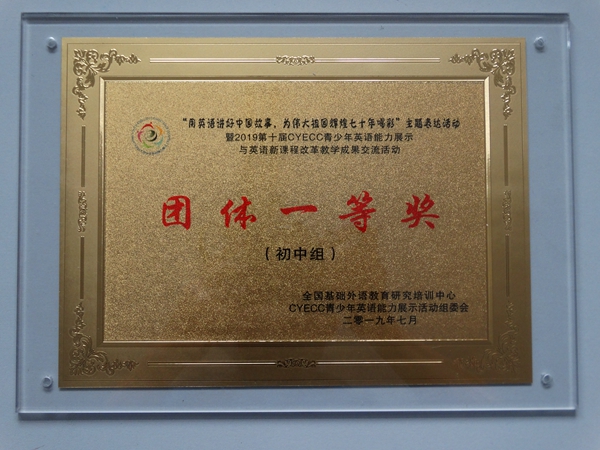 “用英语讲好中国故事，为伟大祖国辉煌七十年喝彩”主题表达活动
暨2019第十届CYECC青少年英语能力展示
与英语新课程改革教学成果交流活动
团体一等奖
（初中组）
全国基础外语教育研究培训中心
CYECC青少年英语能力展示活动组委会
二〇一九年七月